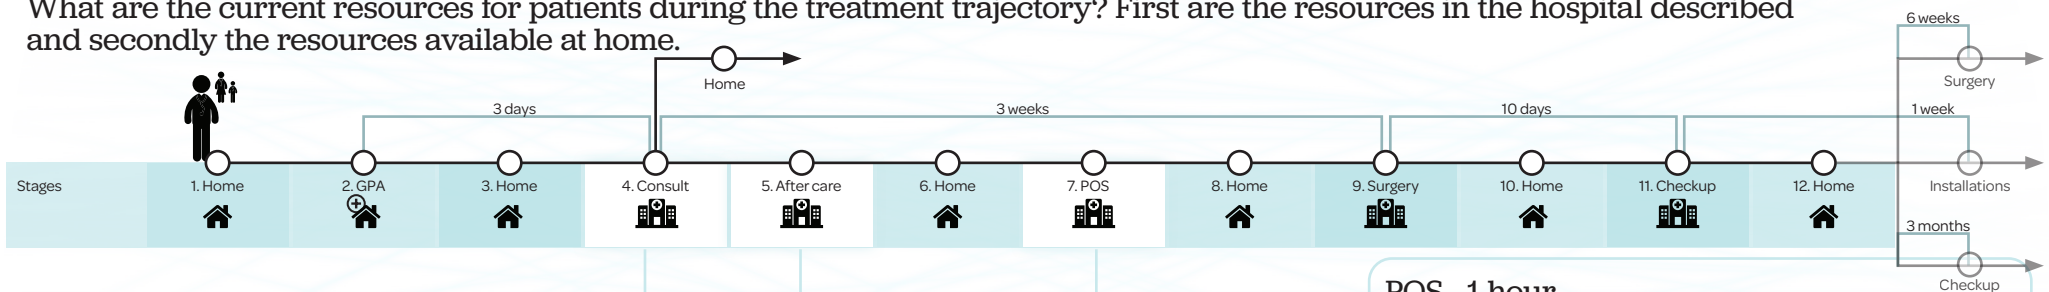 What are the current resources for patients during the treatment trajectory? First are the resources in the hospital described
and secondly the resources available at home.
6 weeks
Home
Surgery
3 days
3 weeks
10 days
1 week
Stages
1. Home
2. GPA
3. Home
4. Consult
5. After care
6. Home
7. POS
8. Home
9. Surgery
10. Home
11. Checkup
12. Home
Installations
3 months
Checkup
POS - 1 hour